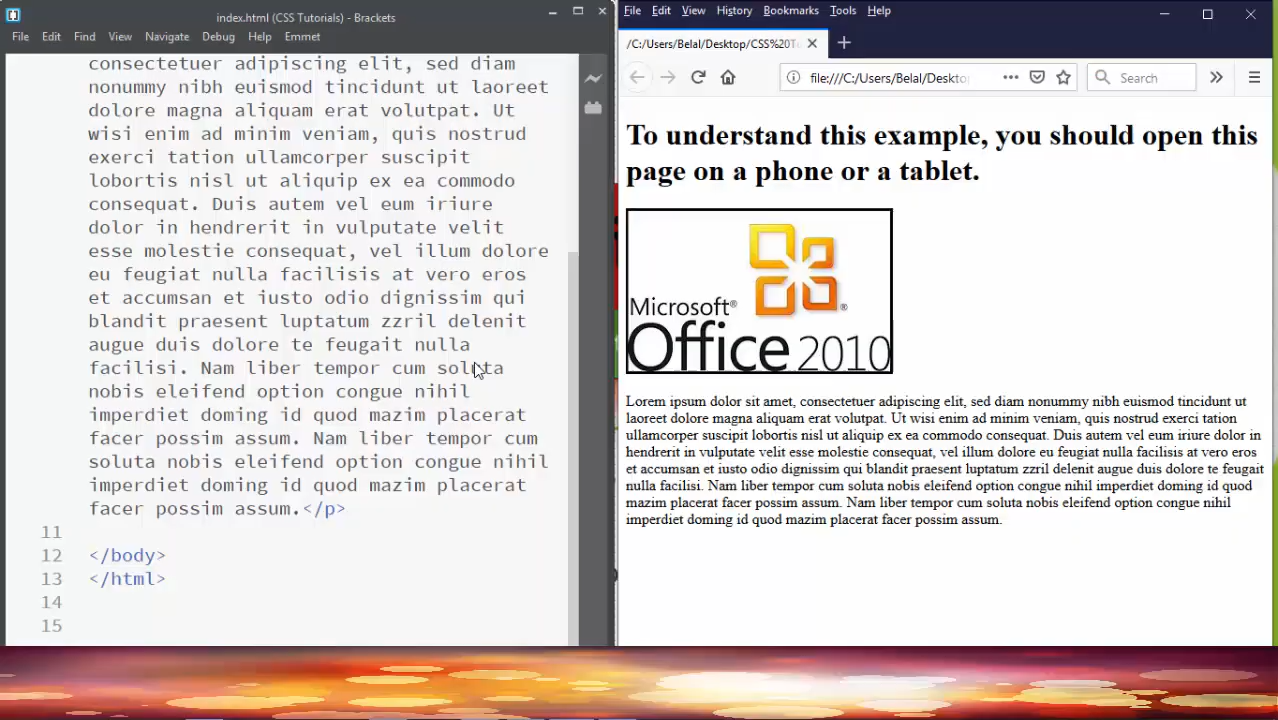 index.html (CSS Tutorials) - Brackets
File Edit Find View Navigate Debug Help Emmet
consectetuer adipiscing elit, sed diam
nonummy nibh euismod tincidunt ut laoreet
dolore magna aliquam erat volutpat. Ut
wisi enim ad minim veniam, quis nostrud
exerci tation ullamcorper suscipit
lobortis nisl ut aliquip ex ea commodo
consequat. Duis autem vel eum iriure
dolor in hendrerit in vulputate velit
esse molestie consequat, vel illum dolore
eu feugiat nulla facilisis at vero eros
et accumsan et iusto odio dignissim qui
blandit praesent luptatum zzril delenit
augue duis dolore te feugait nulla
facilisi. Nam liber tempor cum soluta
nobis eleifend option congue nihil
imperdiet doming id quod mazim placerat
facer possim assum. Nam liber tempor cum
soluta nobis eleifend option congue nihil
imperdiet doming id quod mazim placerat
facer possim assum.</p>
11
12 </body>
13 </html>
14
15
File Edit View History Bookmarks Tools Help
/C:/Users/Belal/Desktop/CSS%20T
file:///C:/Users/Belal/Deskto Search
To understand this example, you should open this
page on a phone or a tablet.
Microsoft®
Office 2010
Lorem ipsum dolor sit amet, consectetuer adipiscing elit, sed diam nonummy nibh euismod tincidunt ut
laoreet dolore magna aliquam erat volutpat. Ut wisi enim ad minim veniam, quis nostrud exerci tation
ullamcorper suscipit lobortis nisl ut aliquip ex ea commodo consequat. Duis autem vel eum iriure dolor in
hendrerit in vulputate velit esse molestie consequat, vel illum dolore eu feugiat nulla facilisis at vero eros
et accumsan et iusto odio dignissim qui blandit praesent luptatum zzril delenit augue duis dolore te feugait
nulla facilisi. Nam liber tempor cum soluta nobis eleifend option congue nihil imperdiet doming id quod
mazim placerat facer possim assum. Nam liber tempor cum soluta nobis eleifend option congue nihil
imperdiet doming id quod mazim placerat facer possim assum.